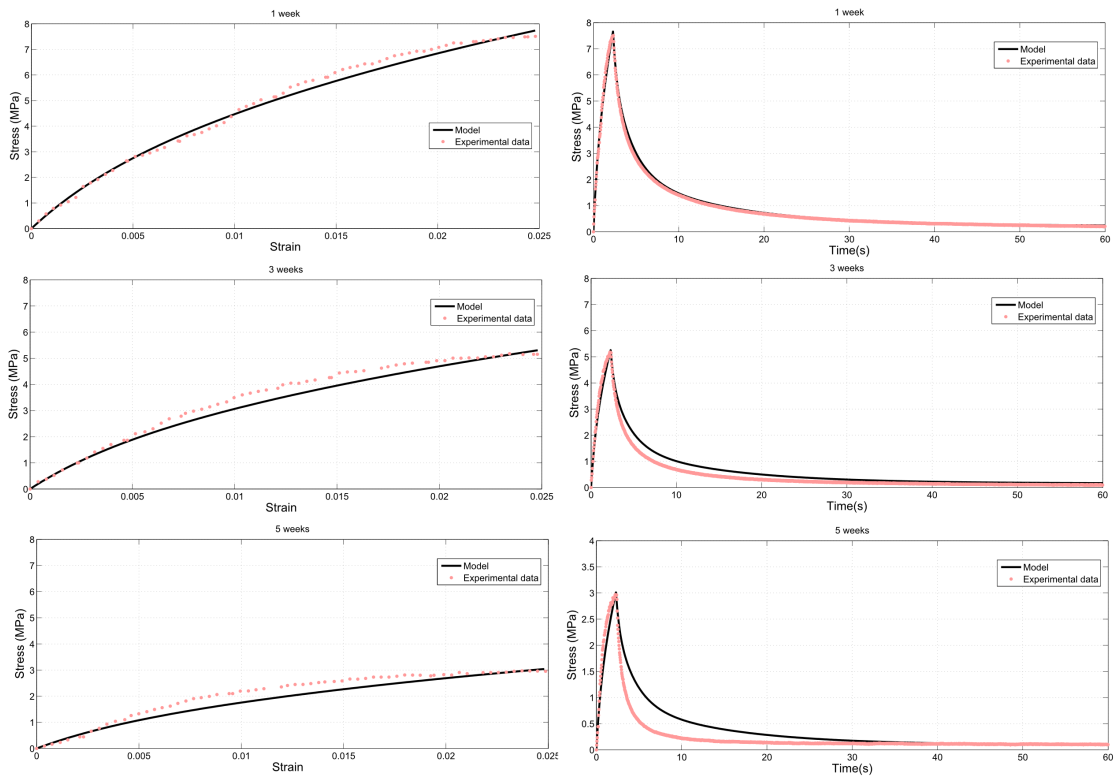 1 week
8
7
6
5
4
3
2
1
0
Stress (MPa)
Model
Experimental data
0 0.005 0.01 0.015 0.02 0.025
Strain
1 week
8
7
6
5
4
3
2
1
0
Stress (MPa)
Model
Experimental data
0 10 20 30 40 50 60
Time(s)
3 weeks
8
7
6
5
4
3
2
1
0
Stress (MPa)
Model
Experimental data
0 0.005 0.01 0.015 0.02 0.025
Strain
3 weeks
8
7
6
5
4
3
2
1
0
Stress (MPa)
Model
Experimental data
0 10 20 30 40 50 60
Time(s)
5 weeks
8
7
6
5
4
3
2
1
0
Stress (MPa)
Model
Experimental data
0 0.005 0.01 0.015 0.02 0.025
Strain
5 weeks
4
3.5
3
2.5
2
1.5
1
0.5
0
Stress (MPa)
Model
Experimental data
0 10 20 30 40 50 60
Time(s)